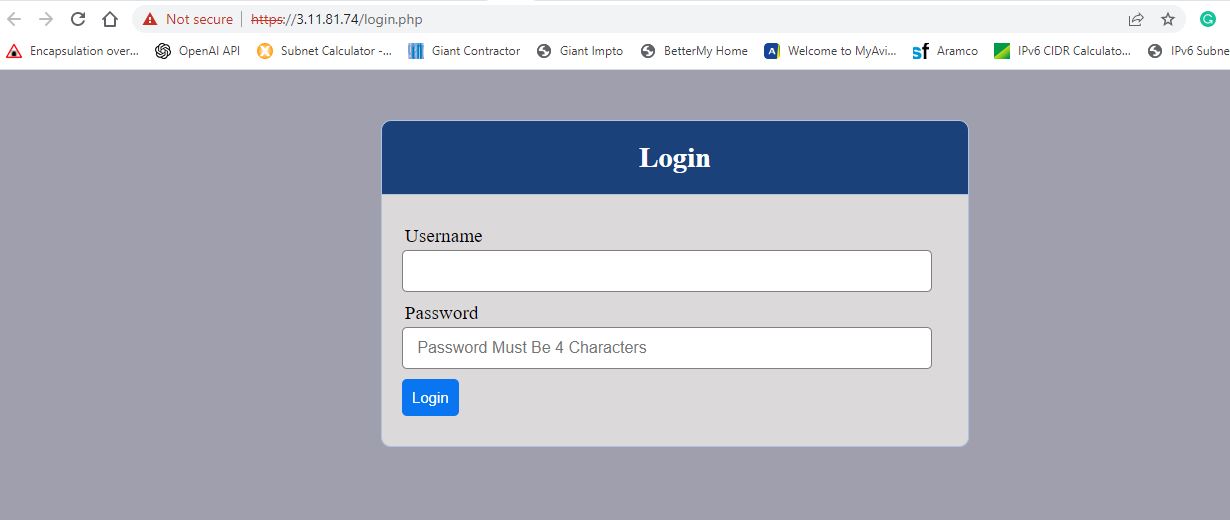 Not secure | https://3.11.81.74/login.php
Encapsulation over... OpenAI API Subnet Calculator -... Giant Contractor Giant Impto BetterMy Home A Welcome to MyAvi... sf Aramco IPv6 CIDR Calculato... IPv6 Subne
Login
Username
Password
Password Must Be 4 Characters
Login